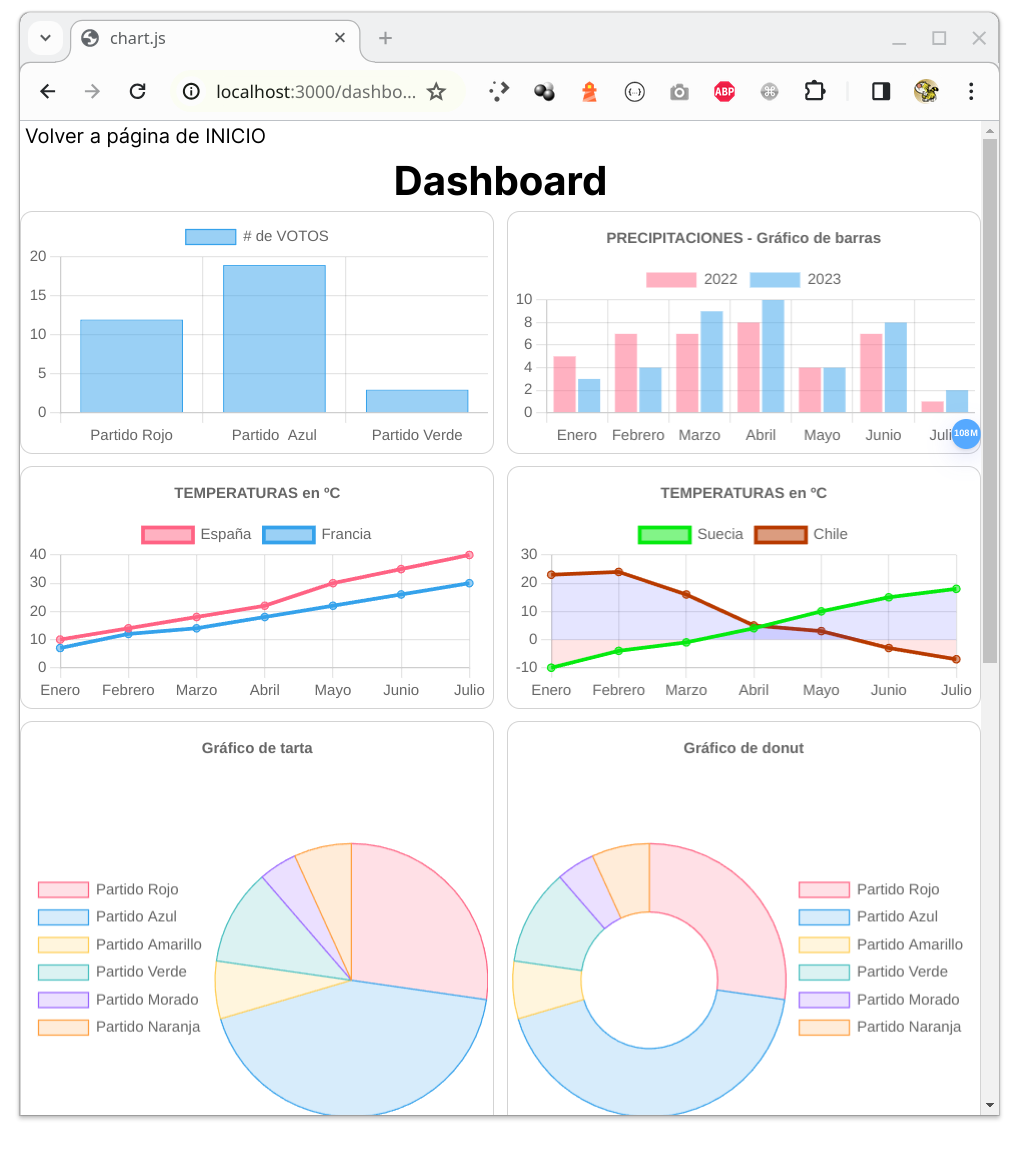 chart.js
localhost:3000/dashbo...
ABP
Volver a página de INICIO
Dashboard
# de VOTOS
20
15
10
5
0
Partido Rojo Partido Azul Partido Verde
PRECIPITACIONES - Gráfico de barras
2022 2023
10
8
6
4
2
0
Enero Febrero Marzo Abril Mayo Junio Juli
108M
TEMPERATURAS en ºC
España Francia
40
30
20
10
0
Enero Febrero Marzo Abril Mayo Junio Julio
TEMPERATURAS en ºC
Suecia Chile
30
20
10
0
-10
Enero Febrero Marzo Abril Mayo Junio Julio
Gráfico de tarta
Partido Rojo
Partido Azul
Partido Amarillo
Partido Verde
Partido Morado
Partido Naranja
Gráfico de donut
Partido Rojo
Partido Azul
Partido Amarillo
Partido Verde
Partido Morado
Partido Naranja